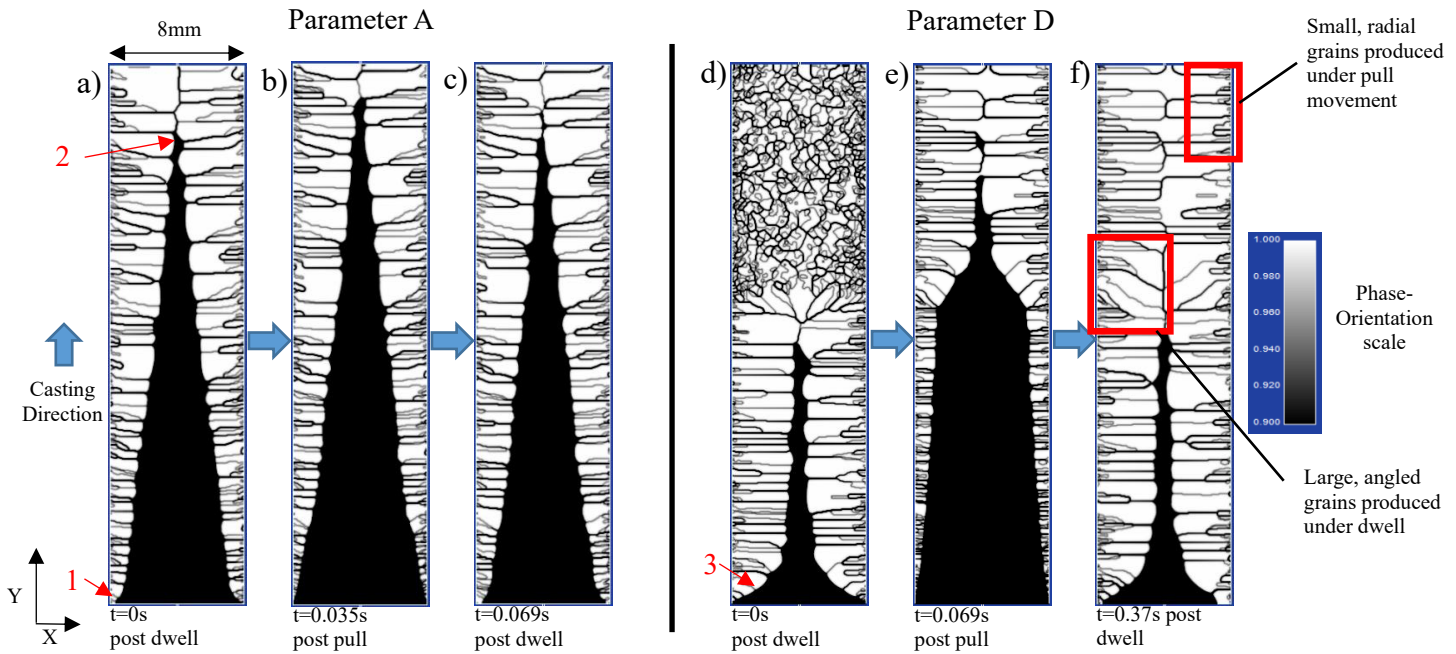 Parameter A
Parameter D
8mm
a)
b)
c)
d)
e)
f)
Small, radial
grains produced
under pull
movement
2
1.000
0.980
0.960
0.940
0.920
0.900
Phase-
Orientation
scale
Casting
Direction
Large, angled
grains produced
under dwell
1
3
Y
X
t=0s
post dwell
t=0.035s
post pull
t=0.069s
post dwell
t=0s
post dwell
t=0.069s
post pull
t=0.37s post
dwell